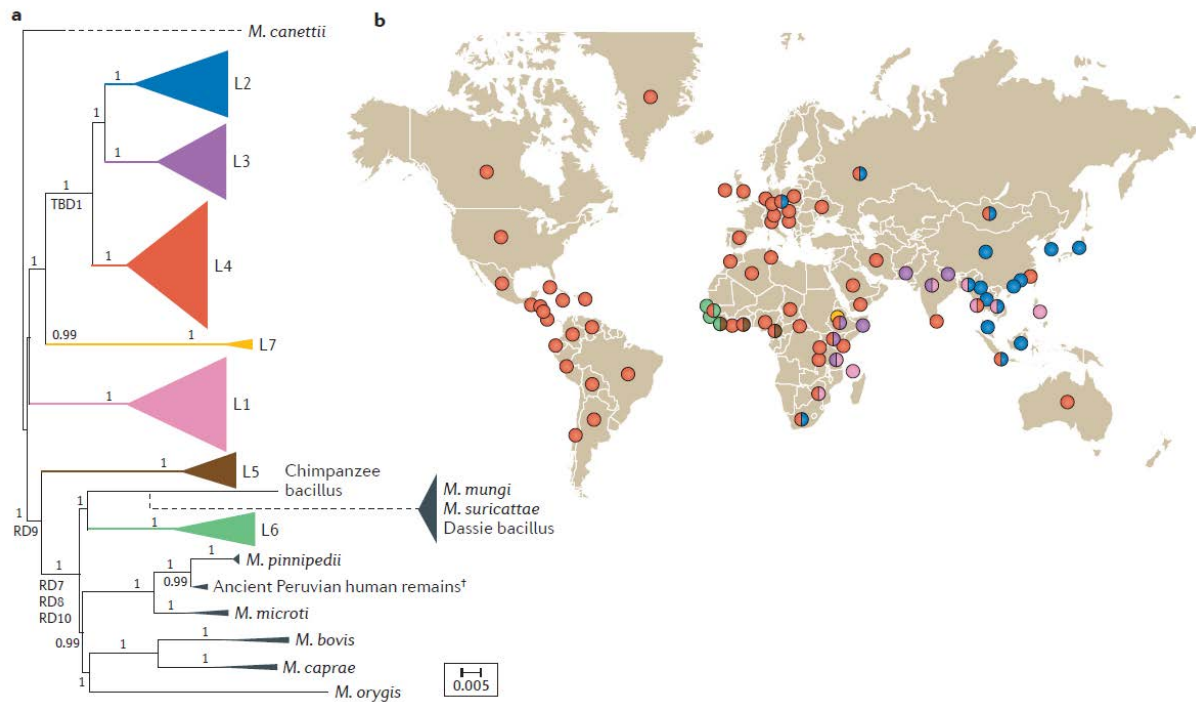 a
b
M. canettii
1
L2
1
L3
1
1
TBD1
1
L4
1
0.99
1
L7
1
L1
1
L5
Chimpanzee
bacillus
M. mungi
M. suricattae
Dassie bacillus
1
RD9
1
1
L6
1
M. pinnipedii
1
0.99
Ancient Peruvian human remains†
1
RD7
RD8
RD10
1
1
M. microti
0.99
1
M. bovis
1
1
M. caprae
1
M. orygis
0.005